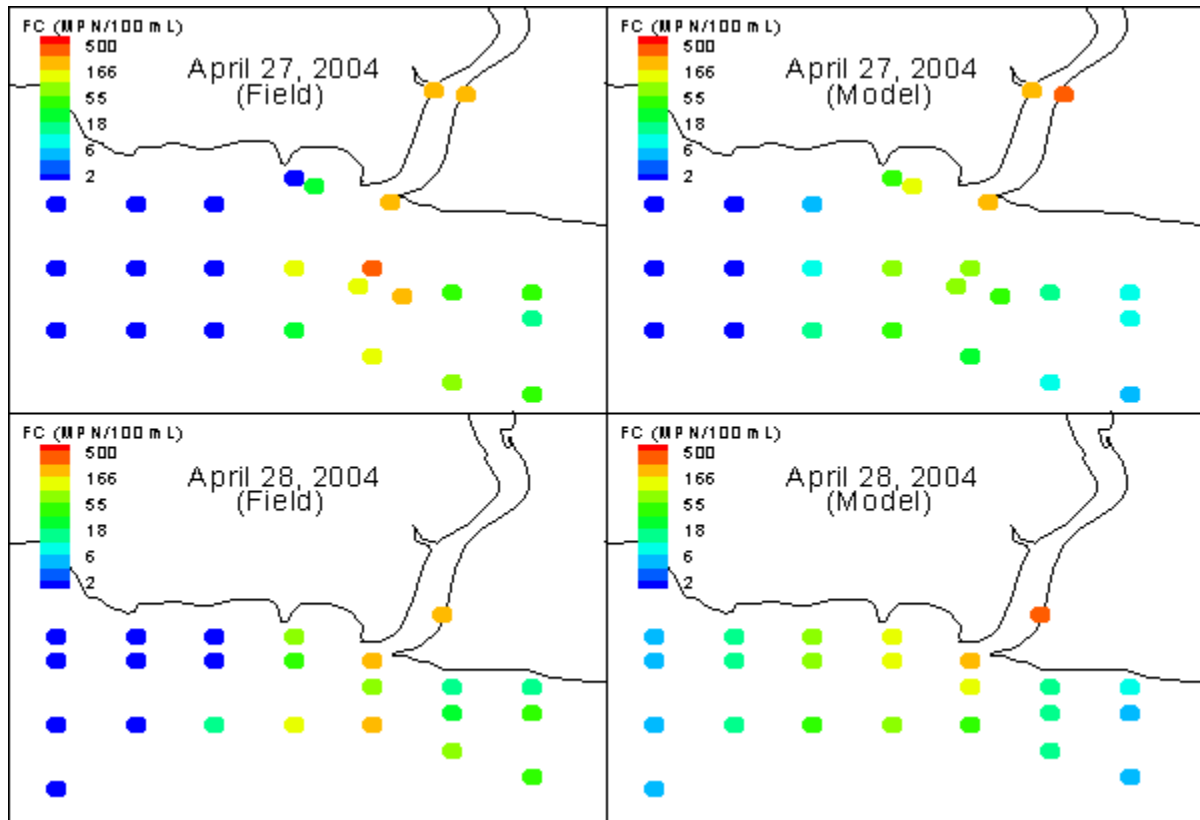 FC (MPN/100 mL)
500
166
55
18
6
2
April 27, 2004
(Field)
FC (MPN/100 mL)
500
166
55
18
6
2
April 27, 2004
(Model)
FC (MPN/100 mL)
500
166
55
18
6
2
April 28, 2004
(Field)
FC (MPN/100 mL)
500
166
55
18
6
2
April 28, 2004
(Model)